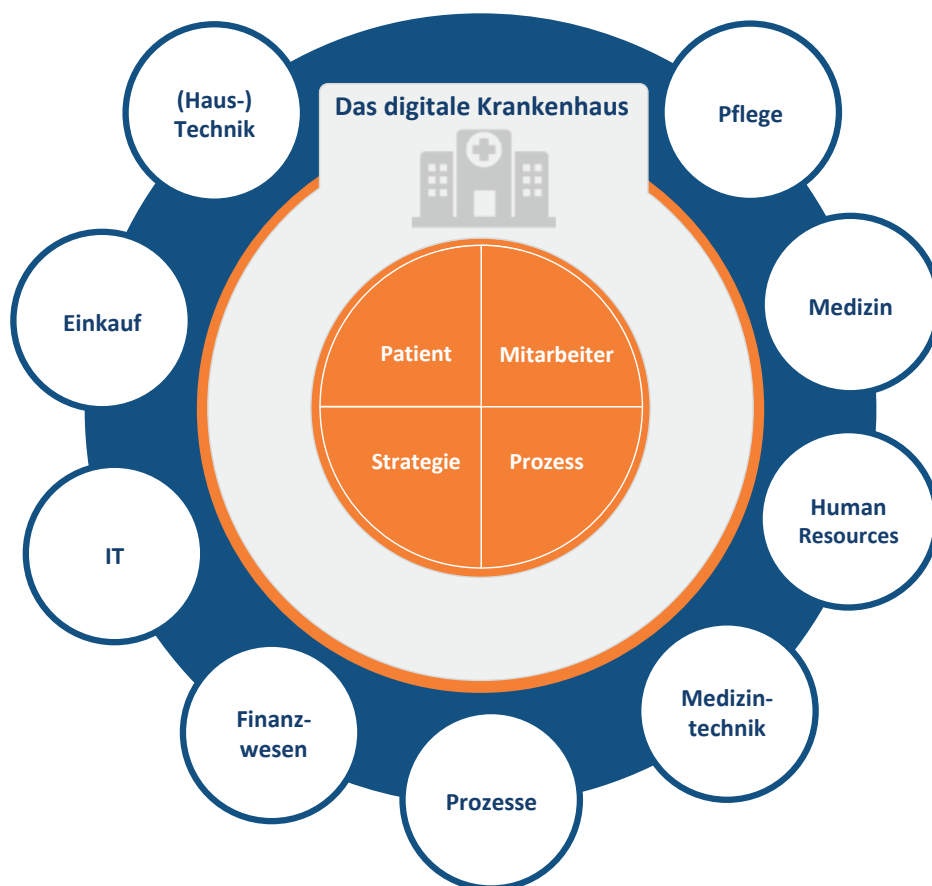 Das digitale Krankenhaus
(Haus-)
Technik
Pflege
Einkauf
Medizin
Patient
Mitarbeiter
Strategie
Prozess
IT
Human
Resources
Finanz-
wesen
Medizin-
technik
Prozesse